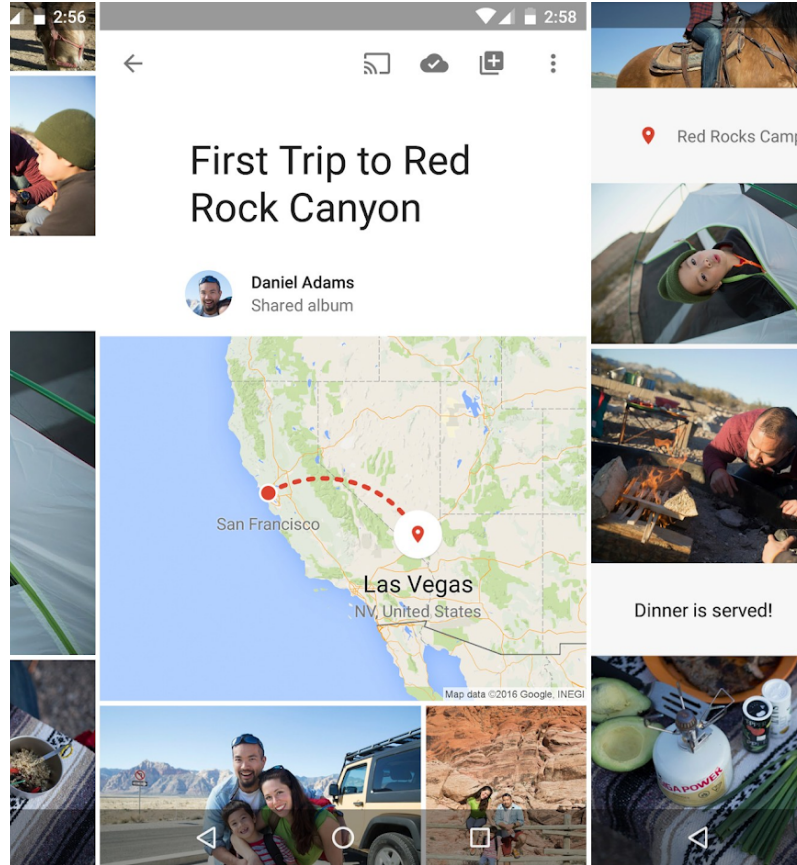 2:56
2:58
First Trip to Red
Rock Canyon
Daniel Adams
Shared album
San Francisco
Las Vegas
NV, United States
Map data ©2016 Google, INEGI
Red Rocks Camp
Dinner is served!
POWER